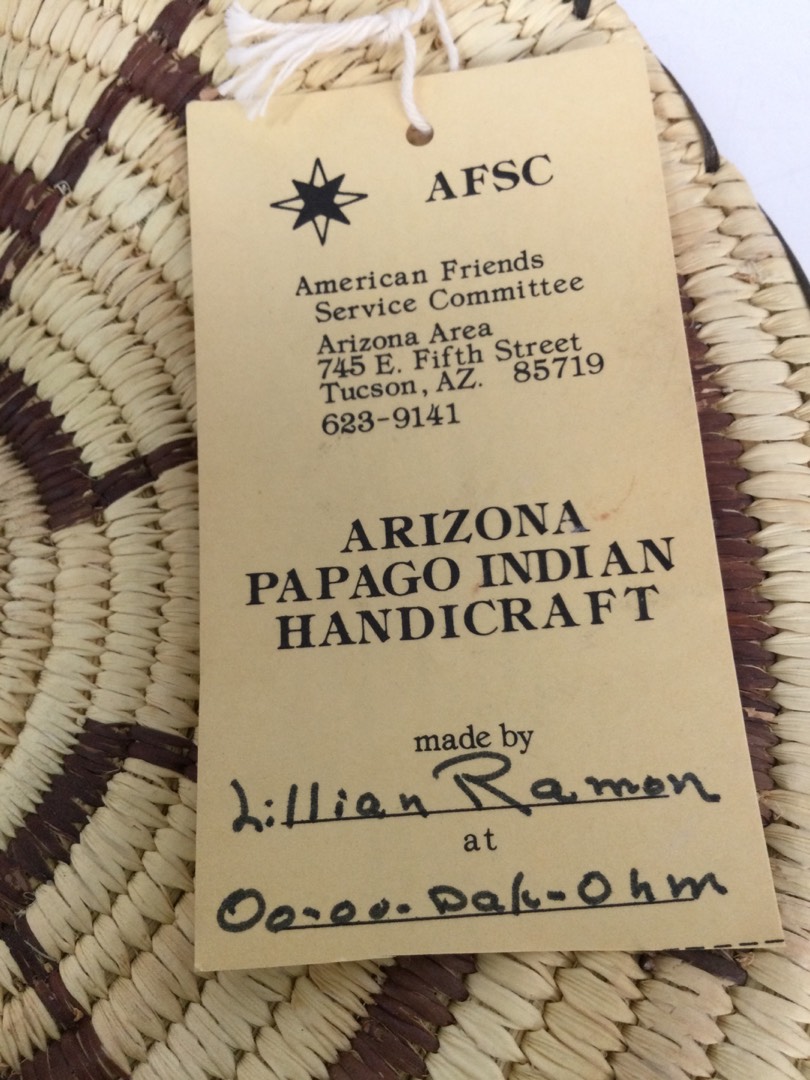 AFSC
American Friends
Service Committee
Arizona Area
745 E. Fifth Street
Tucson, AZ. 85719
623-9141
ARIZONA
PAPAGO INDIAN
HANDICRAFT
made by
Lillian Ramon
at
Oo-oo-Dak-Ohm